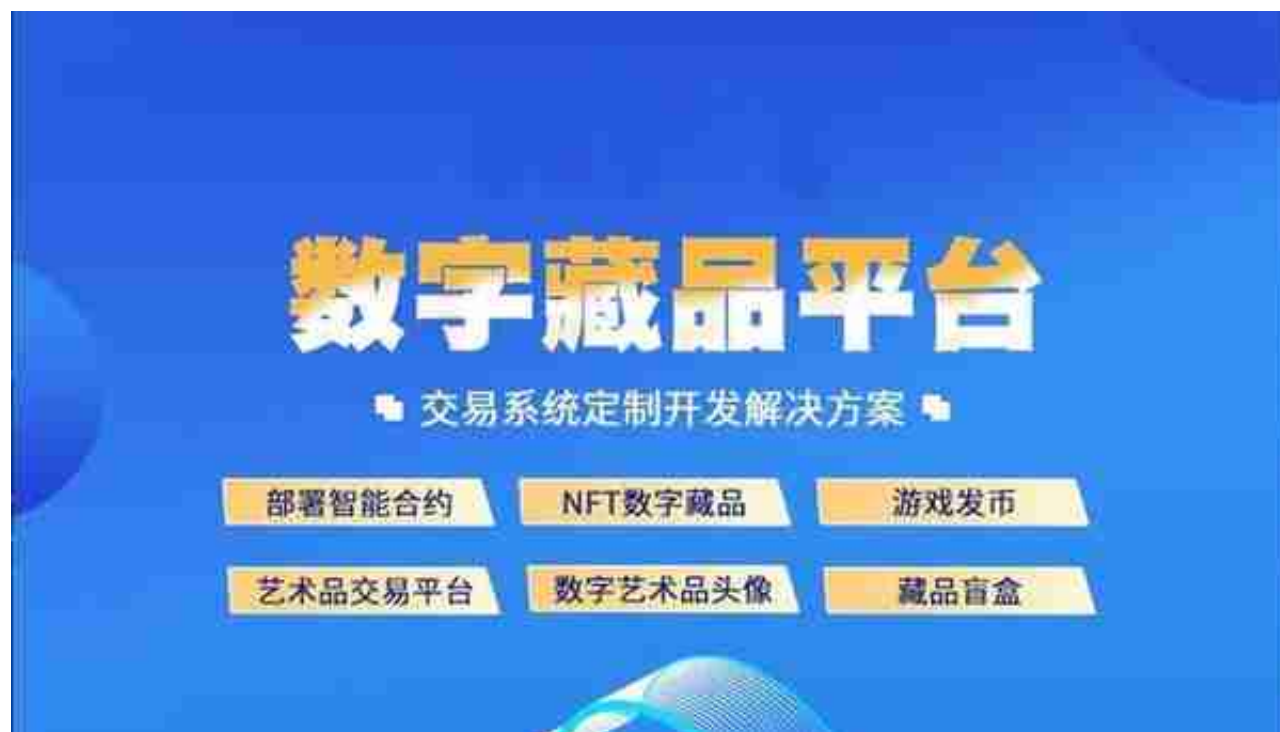 数字藏品平台
交易系统定制开发解决方案
部署智能合约 NFT数字藏品 游戏发币
艺术品交易平台 数字艺术品头像 藏品盲盒